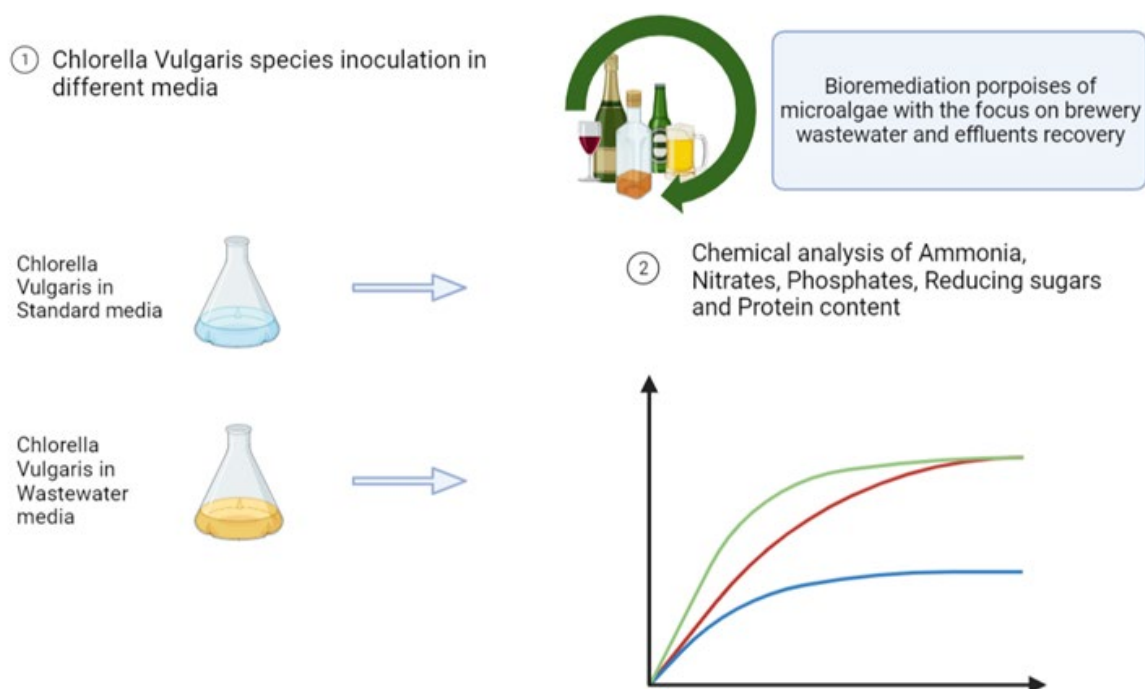 1 Chlorella Vulgaris species inoculation in
different media
Bioremediation porpoises of
microalgae with the focus on brewery
wastewater and effluents recovery
Chlorella
Vulgaris in
Standard media
2 Chemical analysis of Ammonia,
Nitrates, Phosphates, Reducing sugars
and Protein content
Chlorella
Vulgaris in
Wastewater
media